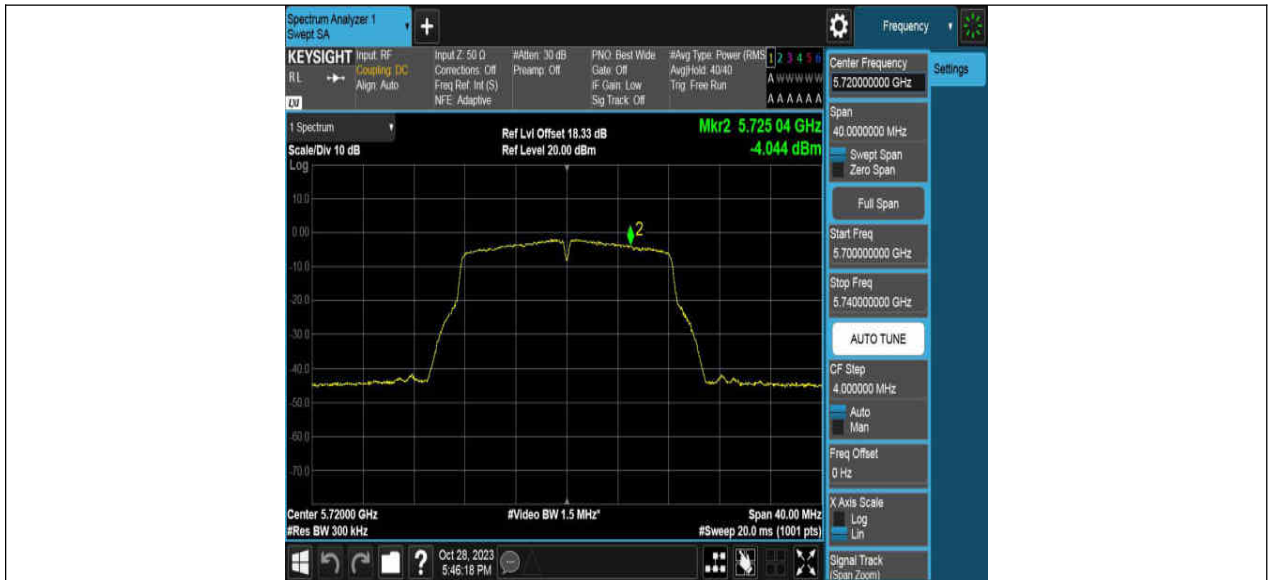 Spectrum Analyzer 1
Swept SA
+
Frequency
KEYSIGHT
RL
LXI
Input: RF
Coupling: DC
Align: Auto
Input Z: 50 Ω
Corrections: Off
Freq Ref: Int (S)
NFE: Adaptive
#Atten: 30 dB
Preamp: Off
PNO: Best Wide
Gate: Off
IF Gain: Low
Sig Track: Off
#Avg Type: Power (RMS
Avg|Hold: 40/40
Trig: Free Run
1 2 3 4 5 6
A W W W W W
A A A A A A
1 Spectrum
Scale/Div 10 dB
Log
Ref Lvl Offset 18.33 dB
Ref Level 20.00 dBm
Mkr2 5.725 04 GHz
-4.044 dBm
10.0
0.00
-10.0
-20.0
-30.0
-40.0
-50.0
-60.0
-70.0
2
Center 5.72000 GHz
#Res BW 300 kHz
#Video BW 1.5 MHz*
Span 40.00 MHz
#Sweep 20.0 ms (1001 pts)
?
Oct 28, 2023
5:46:18 PM
Center Frequency
5.720000000 GHz
Settings
Span
40.0000000 MHz
Swept Span
Zero Span
Full Span
Start Freq
5.700000000 GHz
Stop Freq
5.740000000 GHz
AUTO TUNE
CF Step
4.000000 MHz
Auto
Man
Freq Offset
0 Hz
X Axis Scale
Log
Lin
Signal Track
(Span Zoom)